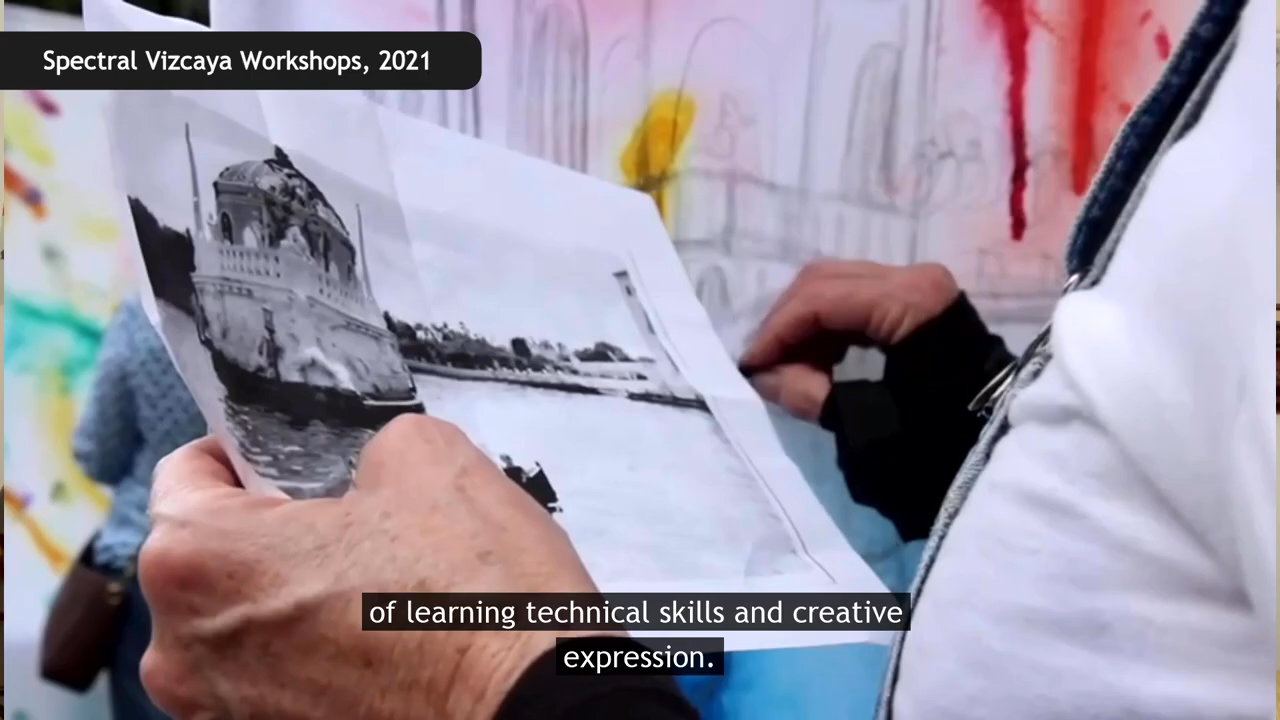 Spectral Vizcaya Workshops, 2021
of learning technical skills and creative
expression.